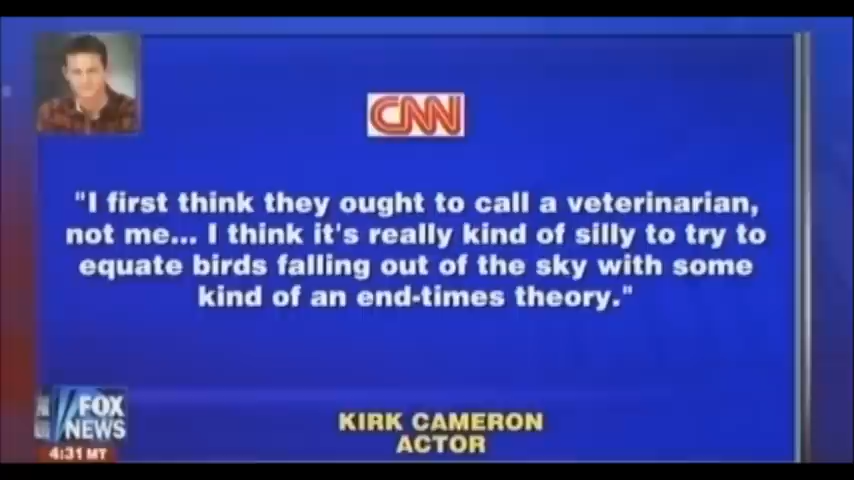 CNN
"I first think they ought to call a veterinarian,
not me... I think it's really kind of silly to try to
equate birds falling out of the sky with some
kind of an end-times theory."
KIRK CAMERON
ACTOR
FOX
NEWS
4:31 MT